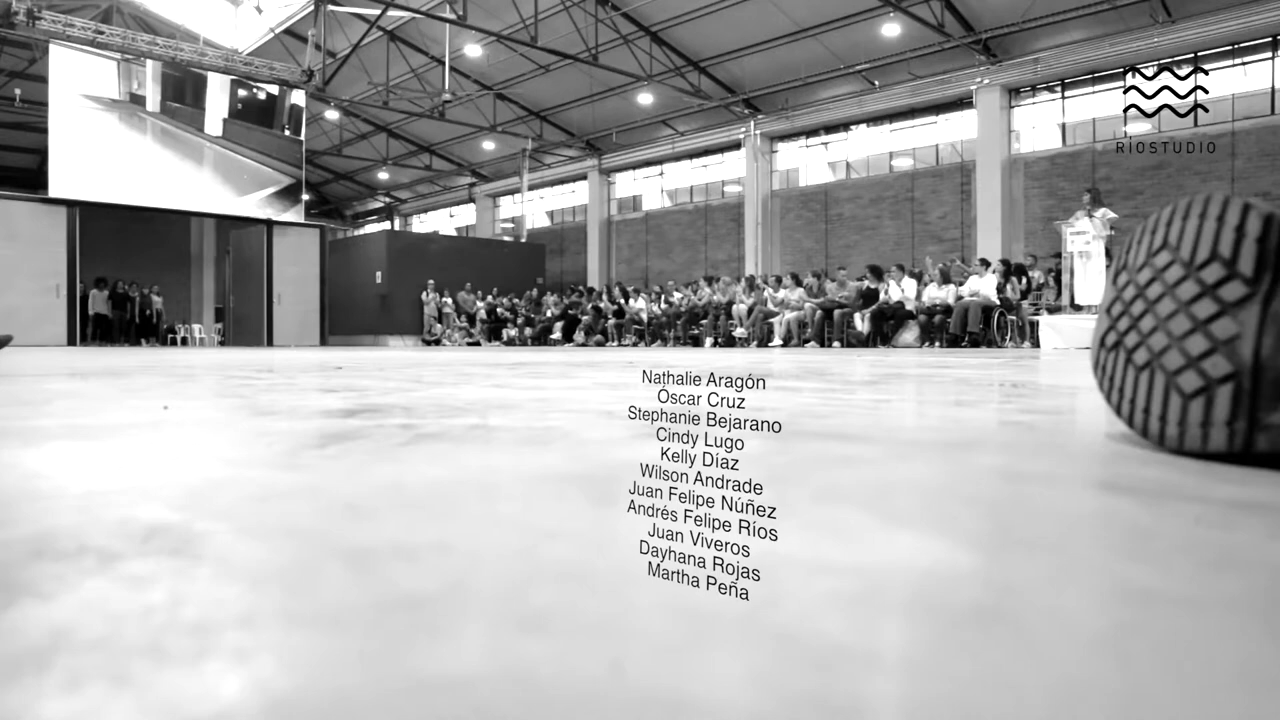 RÍOSTUDIO
Nathalie Aragón
Óscar Cruz
Stephanie Bejarano
Cindy Lugo
Kelly Díaz
Wilson Andrade
Juan Felipe Núñez
Andrés Felipe Ríos
Juan Viveros
Dayhana Rojas
Martha Peña